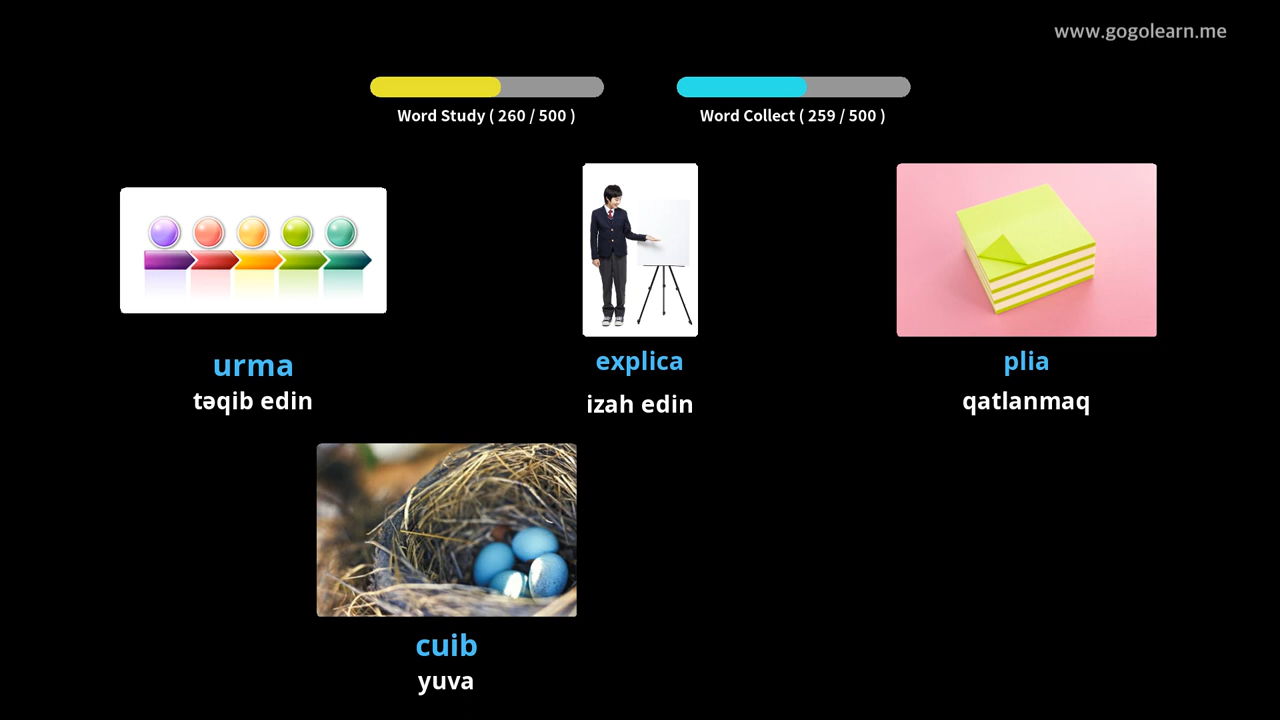 www.gogolearn.me
Word Study ( 260 / 500 )
Word Collect ( 259 / 500 )
urma
təqib edin
explica
izah edin
plia
qatlanmaq
cuib
yuva